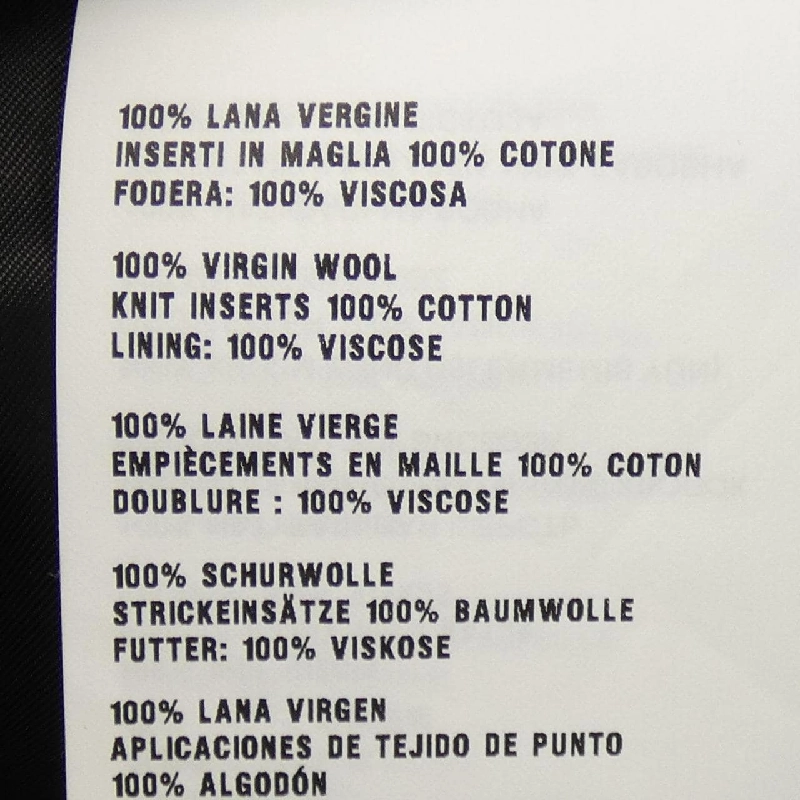 100% LANA VERGINE
INSERTI IN MAGLIA 100% COTONE
FODERA: 100% VISCOSA
100% VIRGIN WOOL
KNIT INSERTS 100% COTTON
LINING: 100% VISCOSE
100% LAINE VIERGE
EMPIÈCEMENTS EN MAILLE 100% COTON
DOUBLURE : 100% VISCOSE
100% SCHURWOLLE
STRICKEINSÄTZE 100% BAUMWOLLE
FUTTER: 100% VISKOSE
100% LANA VIRGEN
APLICACIONES DE TEJIDO DE PUNTO
100% ALGODÓN